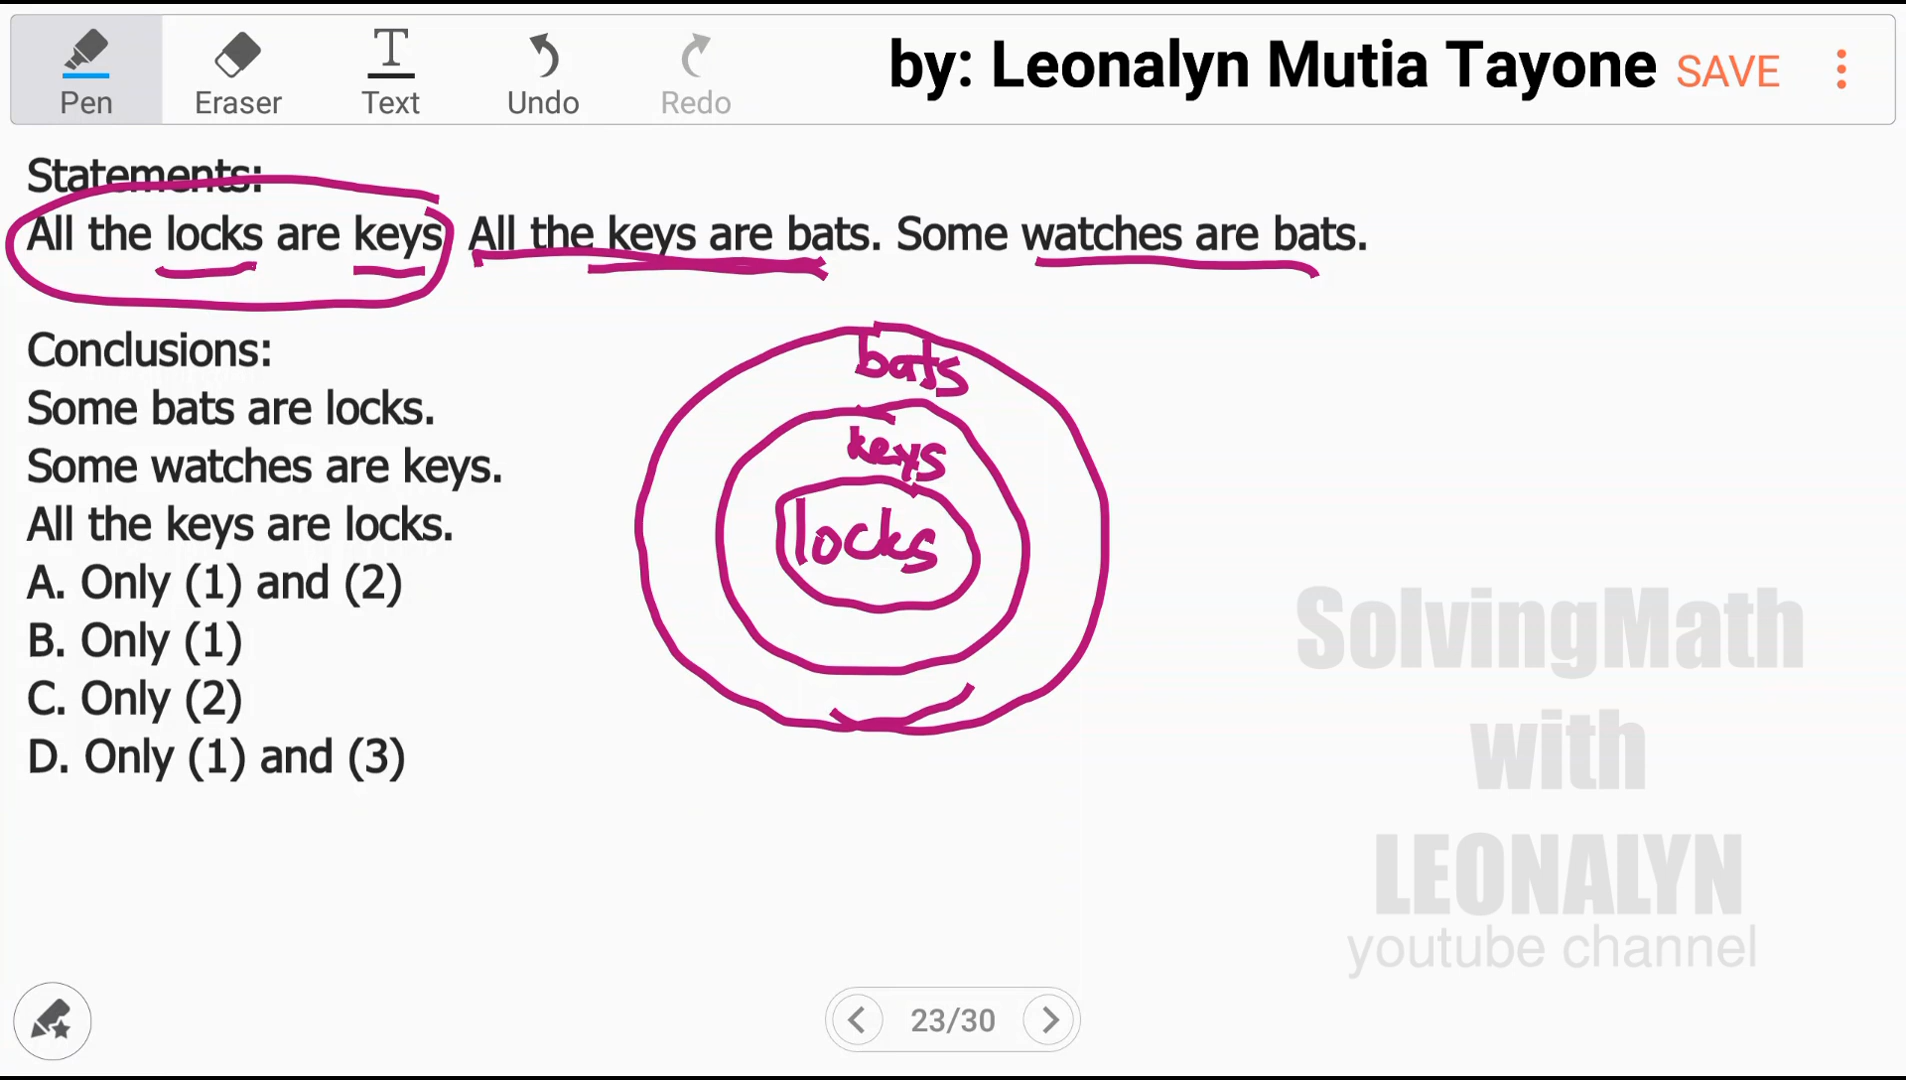 by: Leonalyn Mutia Tayone
SAVE
Pen
Eraser
Text
Undo
Redo
Statements:
All the locks are keys. All the keys are bats. Some watches are bats.
Conclusions:
Some bats are locks.
Some watches are keys.
All the keys are locks.
A. Only (1) and (2)
B. Only (1)
C. Only (2)
D. Only (1) and (3)
bats
keys
locks
SolvingMath
with
LEONALYN
youtube channel
23/30